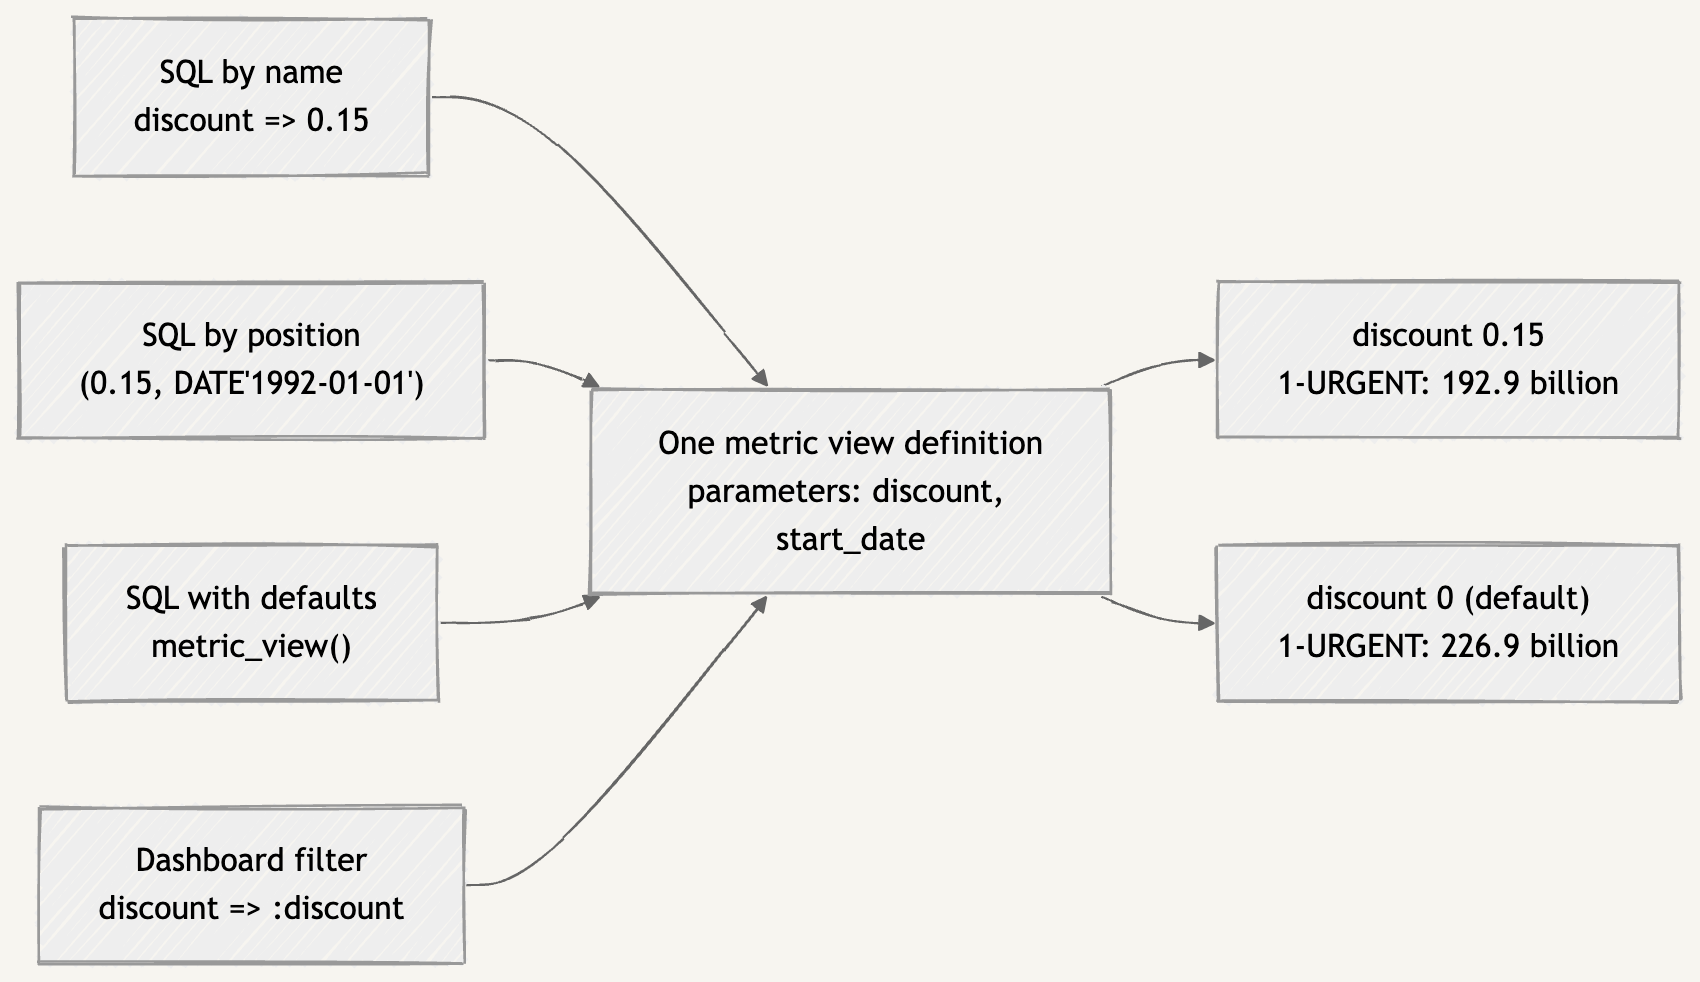 SQL by name
discount => 0.15
SQL by position
(0.15, DATE'1992-01-01')
SQL with defaults
metric_view()
Dashboard filter
discount => :discount
One metric view definition
parameters: discount,
start_date
discount 0.15
1-URGENT: 192.9 billion
discount 0 (default)
1-URGENT: 226.9 billion